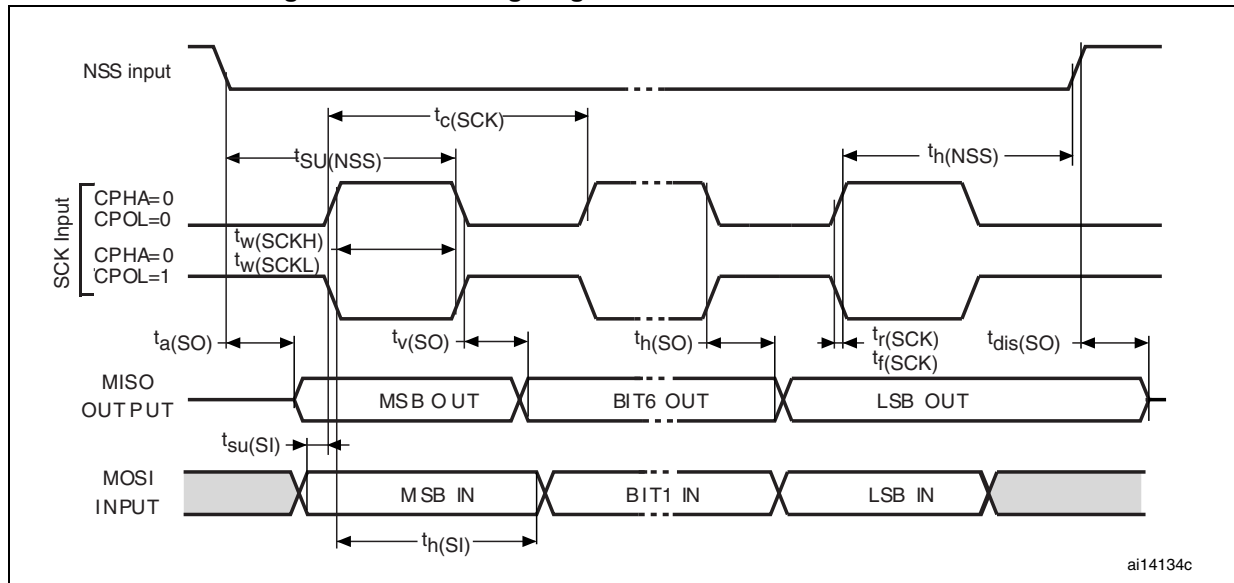 NSS input
tc(SCK)
tSU(NSS)
th(NSS)
SCK Input
CPHA=0
CPOL=0
tw(SCKH)
CPHA=0
tw(SCKL)
CPOL=1
ta(SO)
tv(SO)
th(SO)
tr(SCK)
tf(SCK)
tdis(SO)
MISO
OUTPUT
MSB OUT
BIT6 OUT
LSB OUT
tsu(SI)
MOSI
INPUT
MSB IN
BIT1 IN
LSB IN
th(SI)
ai14134c